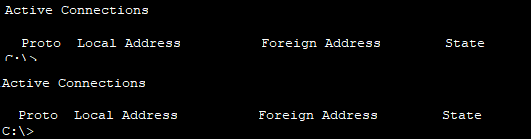 Active Connections
Proto Local Address Foreign Address State
C:\>
Active Connections
Proto Local Address Foreign Address State
C:\>